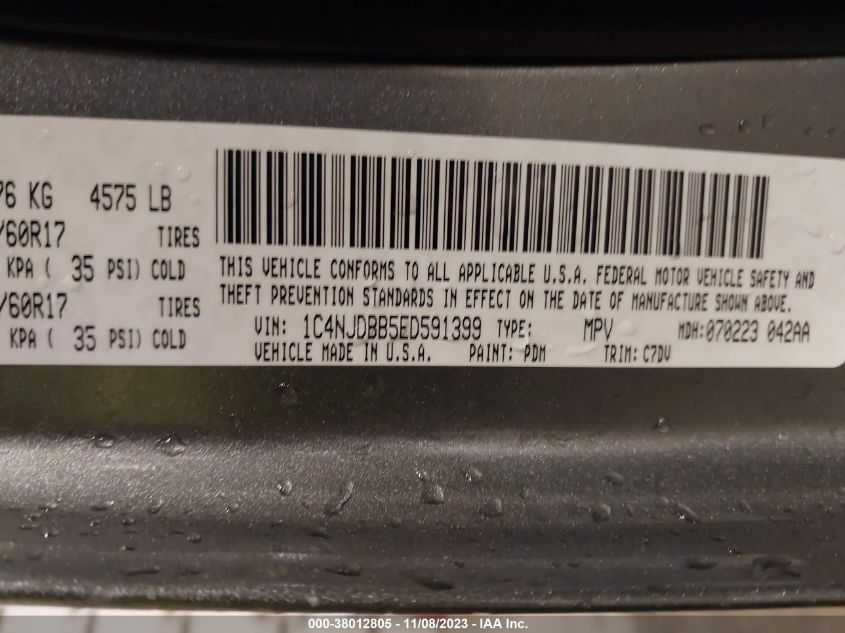 76 KG 4575 LB
/60R17 TIRES
KPA ( 35 PSI) COLD
/60R17 TIRES
KPA ( 35 PSI) COLD
THIS VEHICLE CONFORMS TO ALL APPLICABLE U.S.A. FEDERAL MOTOR VEHICLE SAFETY AND
THEFT PREVENTION STANDARDS IN EFFECT ON THE DATE OF MANUFACTURE SHOWN ABOVE.
VIN: 1C4NJDBB5ED591399 TYPE: MPV MDH:070223 042AA
VEHICLE MADE IN U.S.A. PAINT: PDM TRIM: C7DV
000-38012805 - 11/08/2023 - IAA Inc.